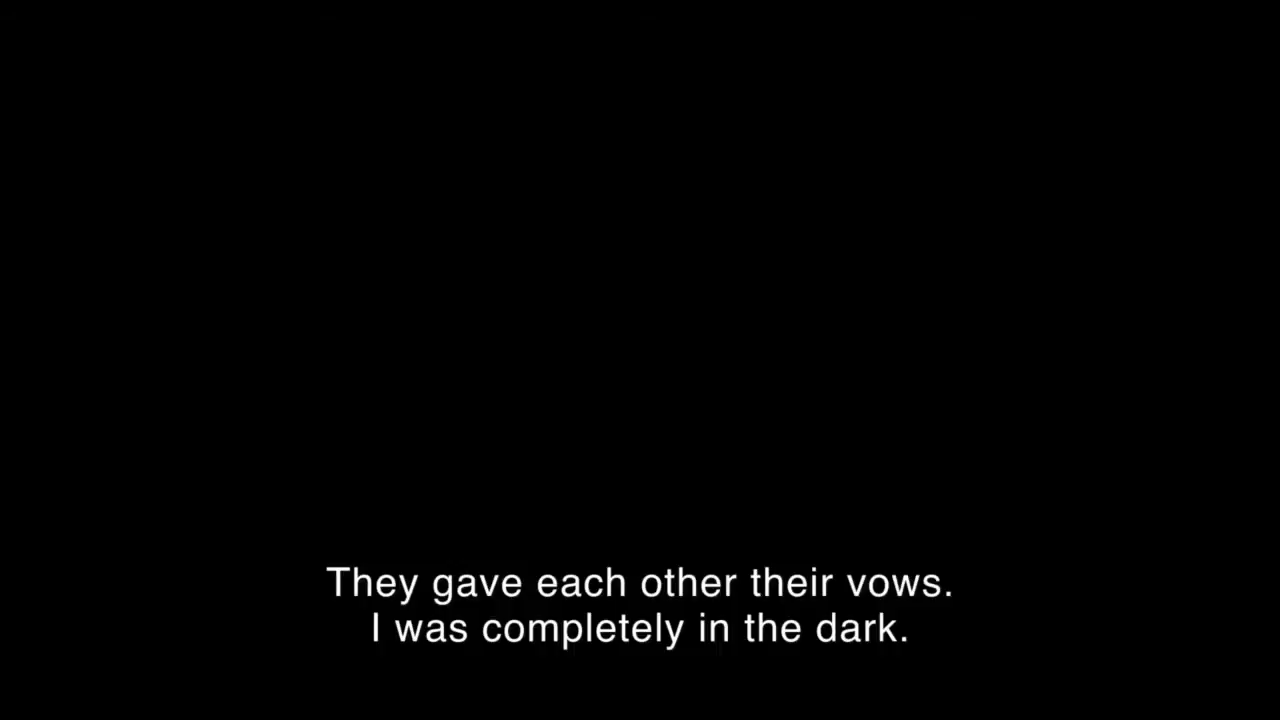 They gave each other their vows.
I was completely in the dark.